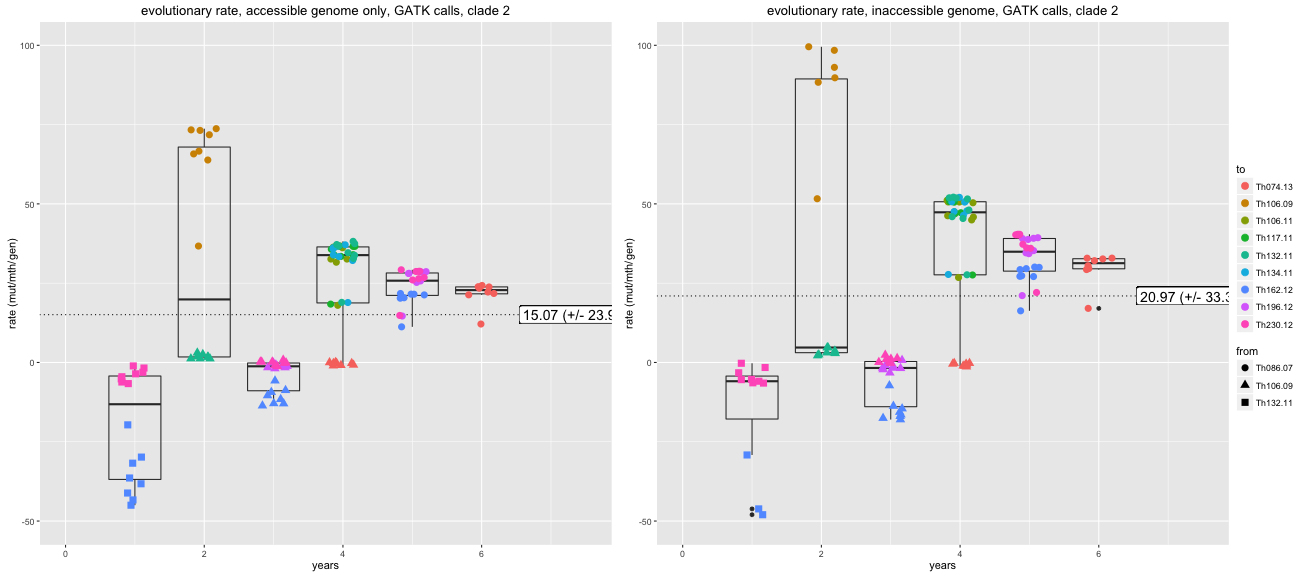 evolutionary rate, accessible genome only, GATK calls, clade 2
rate (mut/mth/gen)
100
50
0
-50
15.07 (+/- 23.9
0
2
4
6
years
evolutionary rate, inaccessible genome, GATK calls, clade 2
rate (mut/mth/gen)
100
50
0
-50
20.97 (+/- 33.3
0
2
4
6
years
to
Th074.13
Th106.09
Th106.11
Th117.11
Th132.11
Th134.11
Th162.12
Th196.12
Th230.12
from
Th086.07
Th106.09
Th132.11